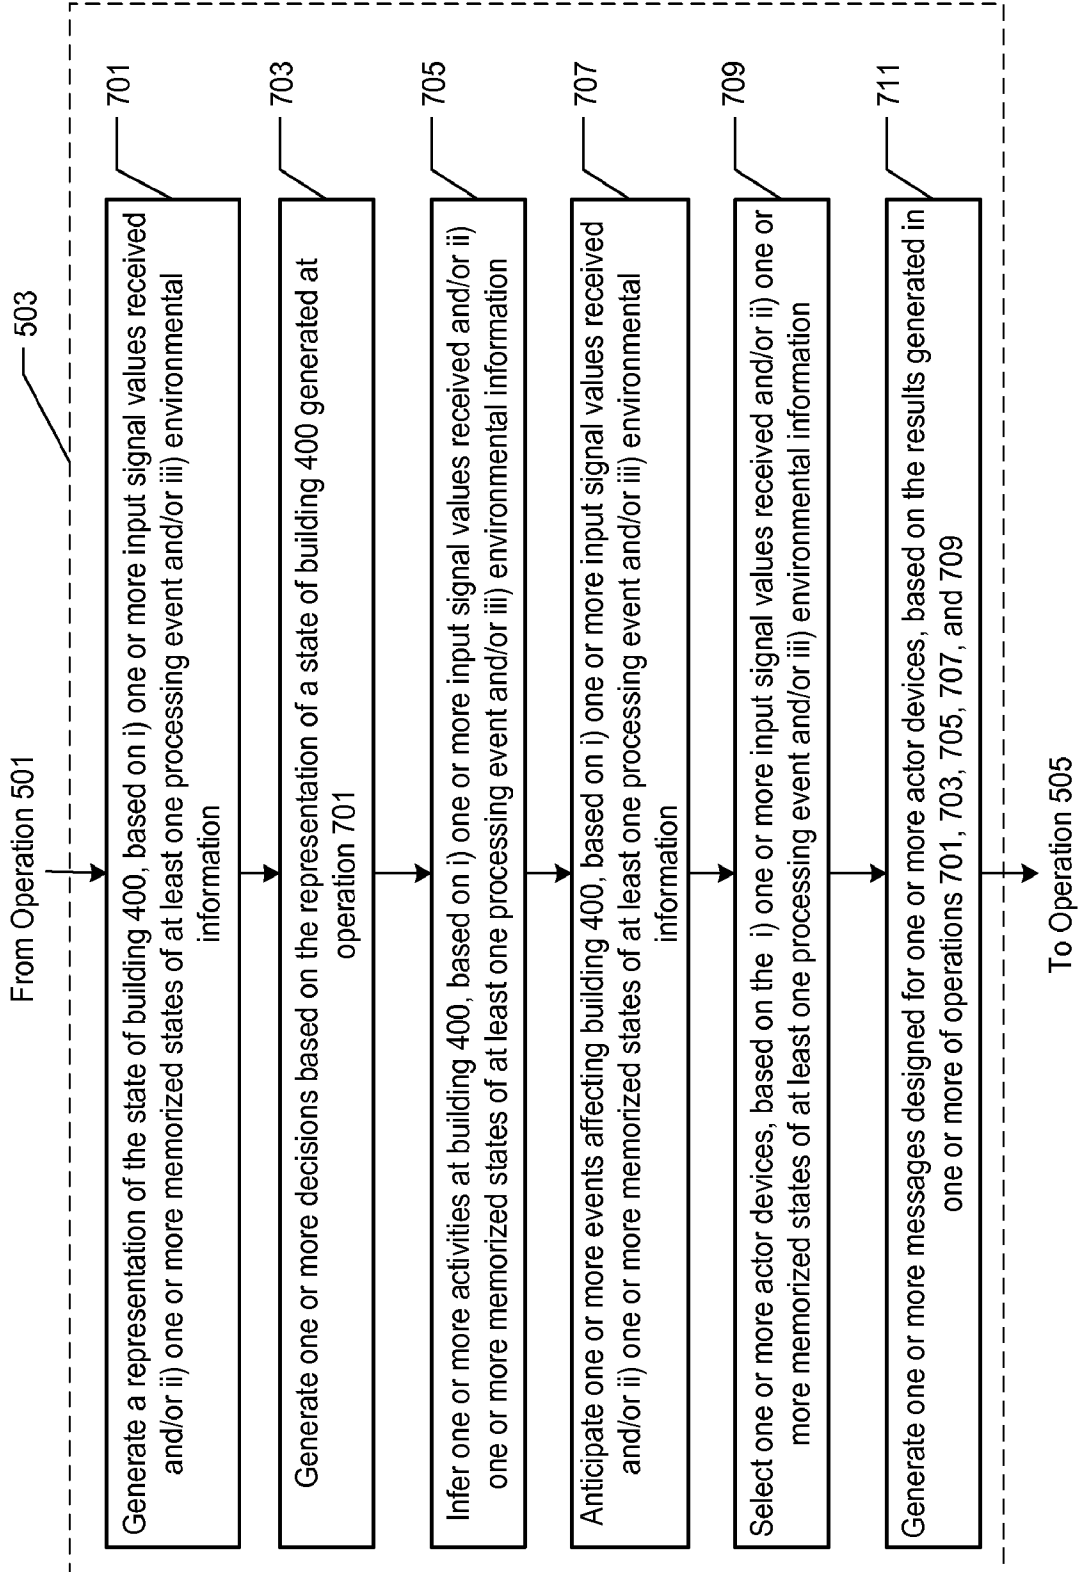 From Operation 501
503
701
Generate a representation of the state of building 400, based on i) one or more input signal values received
and/or ii) one or more memorized states of at least one processing event and/or iii) environmental
information
703
Generate one or more decisions based on the representation of a state of building 400 generated at
operation 701
705
Infer one or more activities at building 400, based on i) one or more input signal values received and/or ii)
one or more memorized states of at least one processing event and/or iii) environment information
707
Anticipate one or more events affecting building 400, based on i) one or more input signal values received
and/or ii) one or more memorized states of at least one processing event and/or iii) environmental
information
709
Select one or more actor devices, based on the i) one or more input signal values received and/or ii) one or
more memorized states of at least one processing event and/or iii) environmental information
711
Generate one or more messages designed for one or more actor devices, based on the results generated in
one or more of operations 701, 703, 705, 707, and 709
To Operation 505